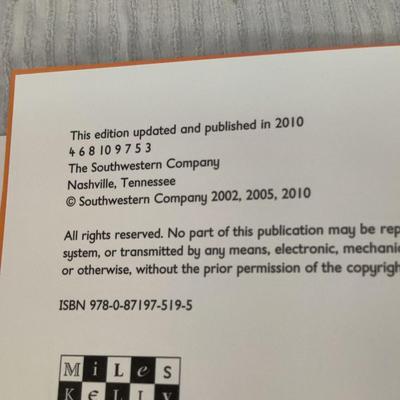 This edition updated and published in 2010
4 6 8 10 9 7 5 3
The Southwestern Company
Nashville, Tennessee
© Southwestern Company 2002, 2005, 2010
All rights reserved. No part of this publication may be rep
system, or transmitted by any means, electronic, mechanic
or otherwise, without the prior permission of the copyrigh
ISBN 978-0-87197-519-5
MiLeS
KeLLY